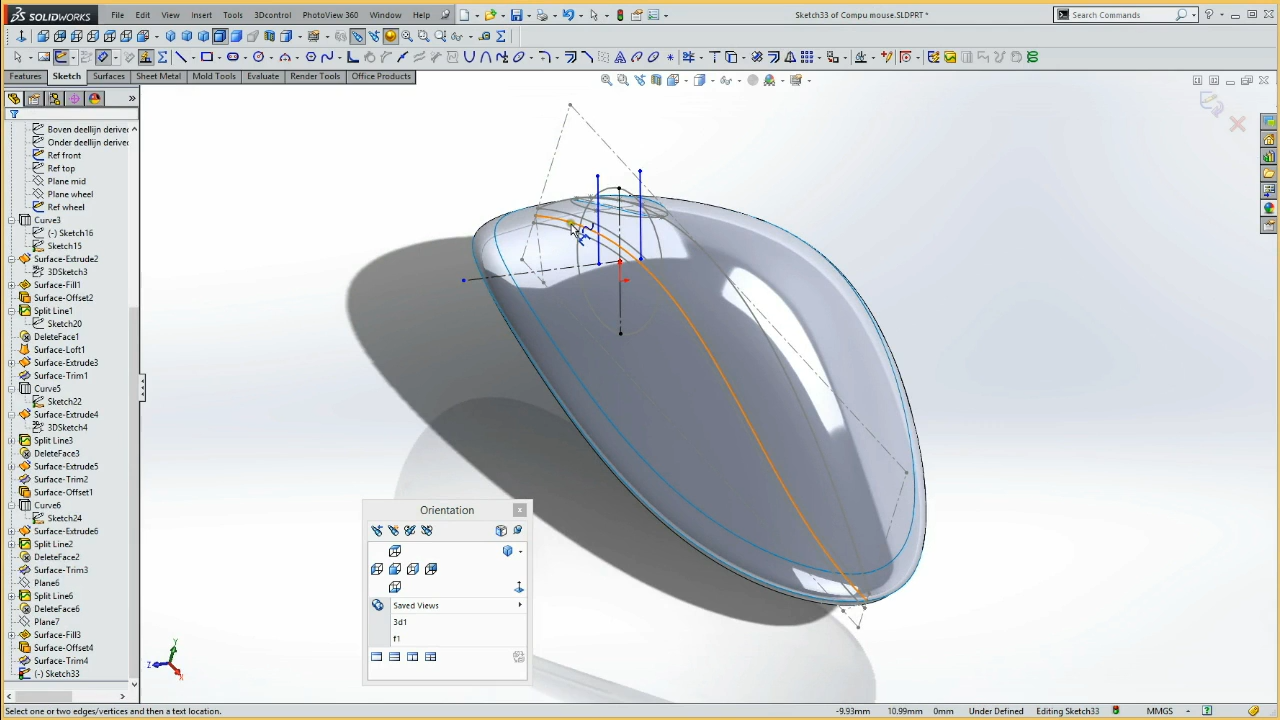 SOLIDWORKS File Edit View Insert Tools 3Dcontrol PhotoView 360 Window Help Sketch33 of Compu mouse.SLDPRT * Search Commands
Features Sketch Surfaces Sheet Metal Mold Tools Evaluate Render Tools Office Products
Boven deellijn derived
Onder deellijn derived
Ref front
Ref top
Plane mid
Plane wheel
Ref wheel
Curve3
(-) Sketch16
Sketch15
Surface-Extrude2
3DSketch3
Surface-Fill1
Surface-Offset2
Split Line1
Sketch20
DeleteFace1
Surface-Loft1
Surface-Extrude3
Surface-Trim1
Curve5
Sketch22
Surface-Extrude4
3DSketch4
Split Line3
DeleteFace3
Surface-Extrude5
Surface-Trim2
Surface-Offset1
Curve6
Sketch24
Surface-Extrude6
Split Line2
DeleteFace2
Surface-Trim3
Plane6
Split Line6
DeleteFace6
Plane7
Surface-Fill3
Surface-Offset4
Surface-Trim4
(-) Sketch33
Orientation
Saved Views
3d1
f1
Y
Z
X
Select one or two edges/vertices and then a text location. -9.93mm 10.99mm 0mm Under Defined Editing Sketch33 MMGS